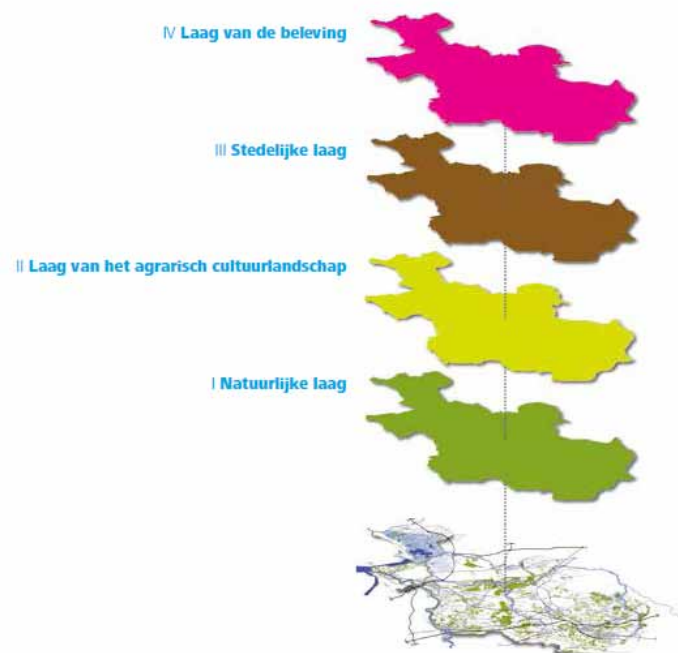 IV Laag van de beleving
III Stedelijke laag
II Laag van het agrarisch cultuurlandschap
I Natuurlijke laag